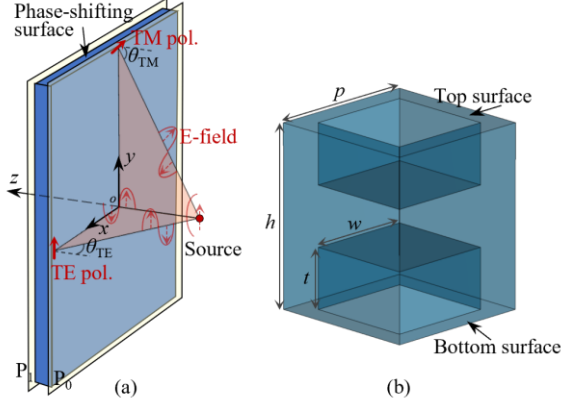 Phase-shifting
surface
TM pol.
θTM
E-field
y
z
o
x
θTE
Source
TE pol.
P1
P0
(a)
p
Top surface
h
w
t
Bottom surface
(b)